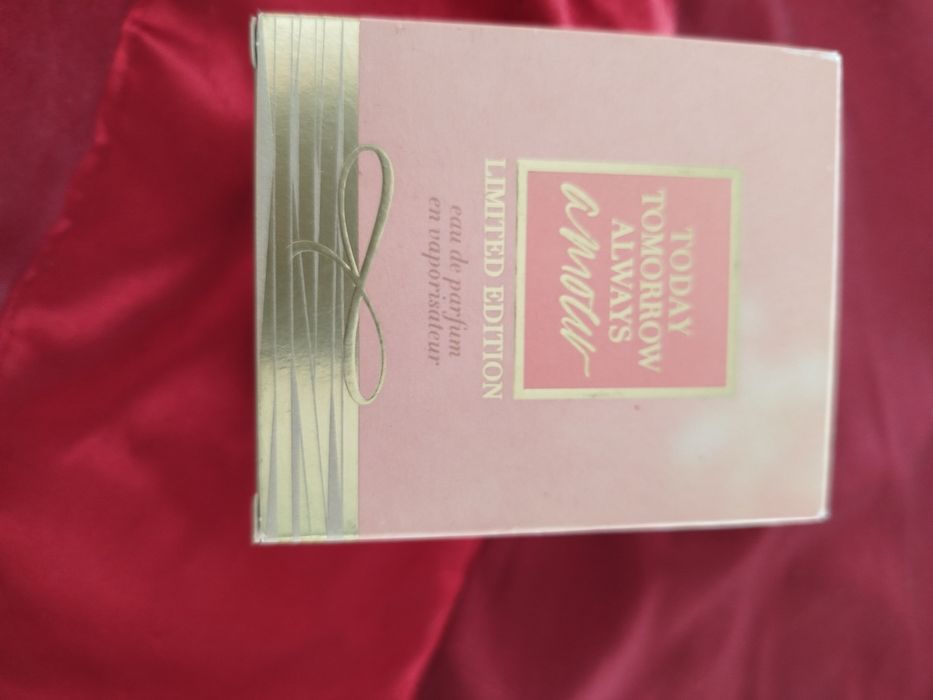 TODAY
TOMORROW
ALWAYS
amour
LIMITED EDITION
eau de parfum
en vaporisateur